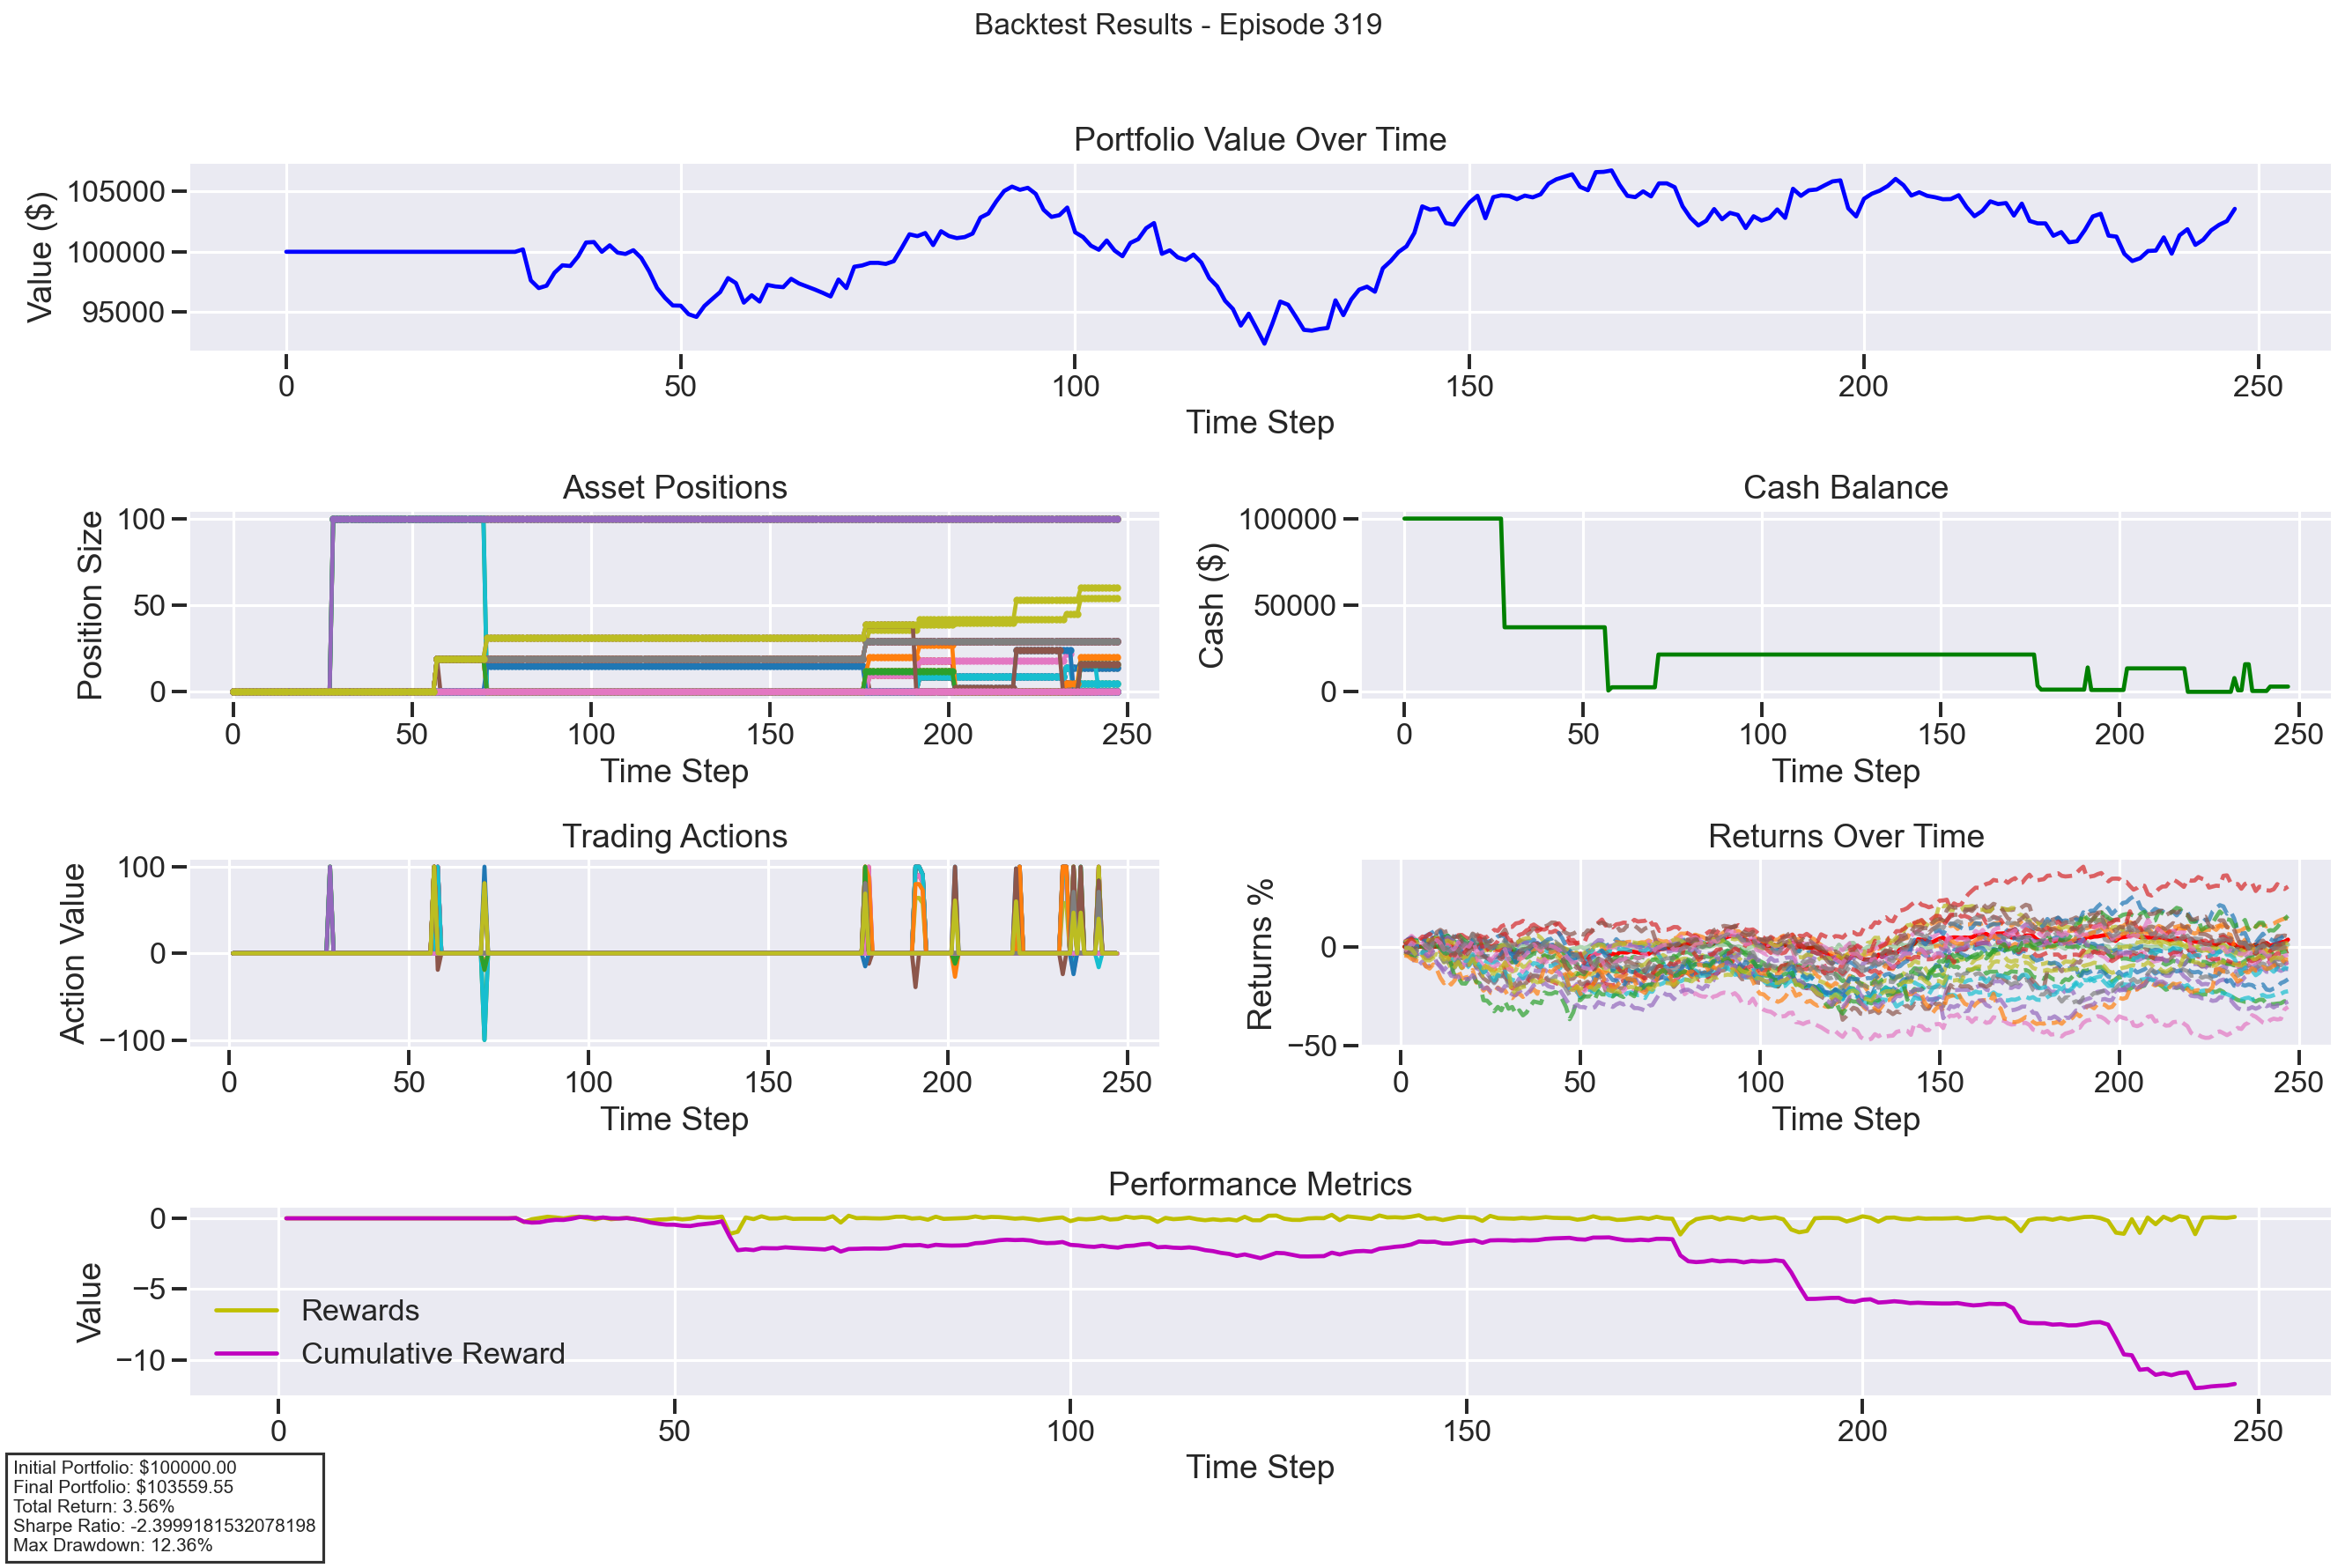 Backtest Results - Episode 319
Portfolio Value Over Time
Value ($)
105000
100000
95000
0 50 100 150 200 250
Time Step
Asset Positions
Position Size
100
50
0
0 50 100 150 200 250
Time Step
Cash Balance
Cash ($)
100000
50000
0
0 50 100 150 200 250
Time Step
Trading Actions
Action Value
100
0
−100
0 50 100 150 200 250
Time Step
Returns Over Time
Returns %
0
−50
0 50 100 150 200 250
Time Step
Performance Metrics
Value
0
−5
−10
Rewards
Cumulative Reward
0 50 100 150 200 250
Time Step
Initial Portfolio: $100000.00
Final Portfolio: $103559.55
Total Return: 3.56%
Sharpe Ratio: -2.3999181532078198
Max Drawdown: 12.36%